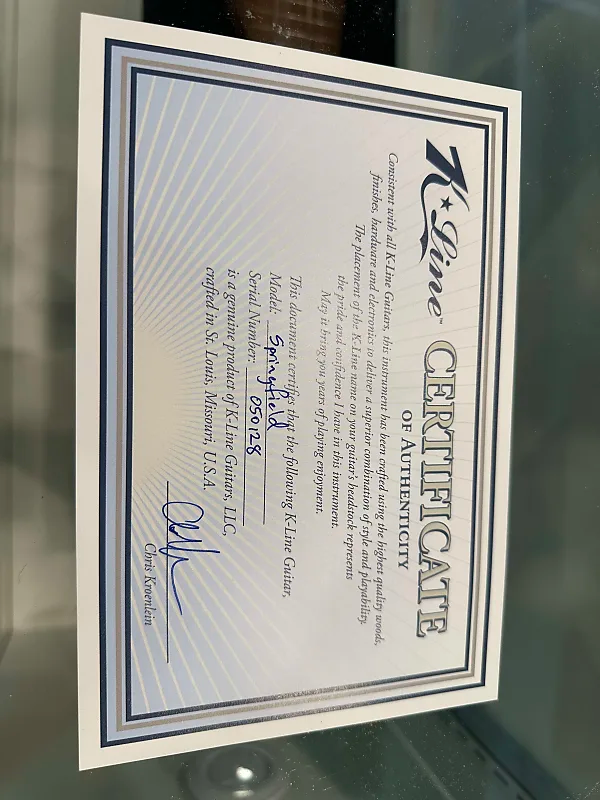 K★Line™ CERTIFICATE
OF AUTHENTICITY
Consistent with all K-Line Guitars, this instrument has been crafted using the highest quality woods,
finishes, hardware and electronics to deliver a superior combination of style and playability.
The placement of the K-Line name on your guitar's headstock represents
the pride and confidence I have in this instrument.
May it bring you years of playing enjoyment.
This document certifies that the following K-Line Guitar,
Model: Springfield
Serial Number: 050128
is a genuine product of K-Line Guitars, LLC,
crafted in St. Louis, Missouri, U.S.A.
Chris Kroenlein